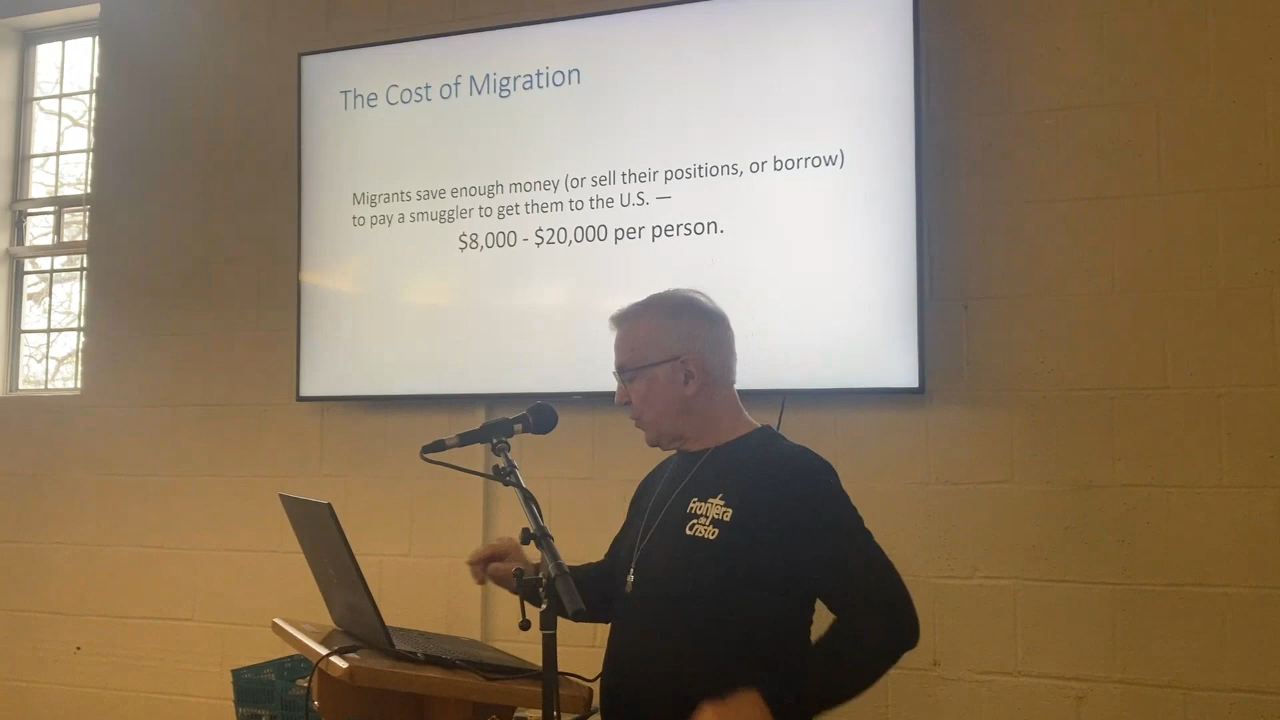 The Cost of Migration
Migrants save enough money (or sell their positions, or borrow)
to pay a smuggler to get them to the U.S. —
$8,000 - $20,000 per person.
Frontera
de
Cristo